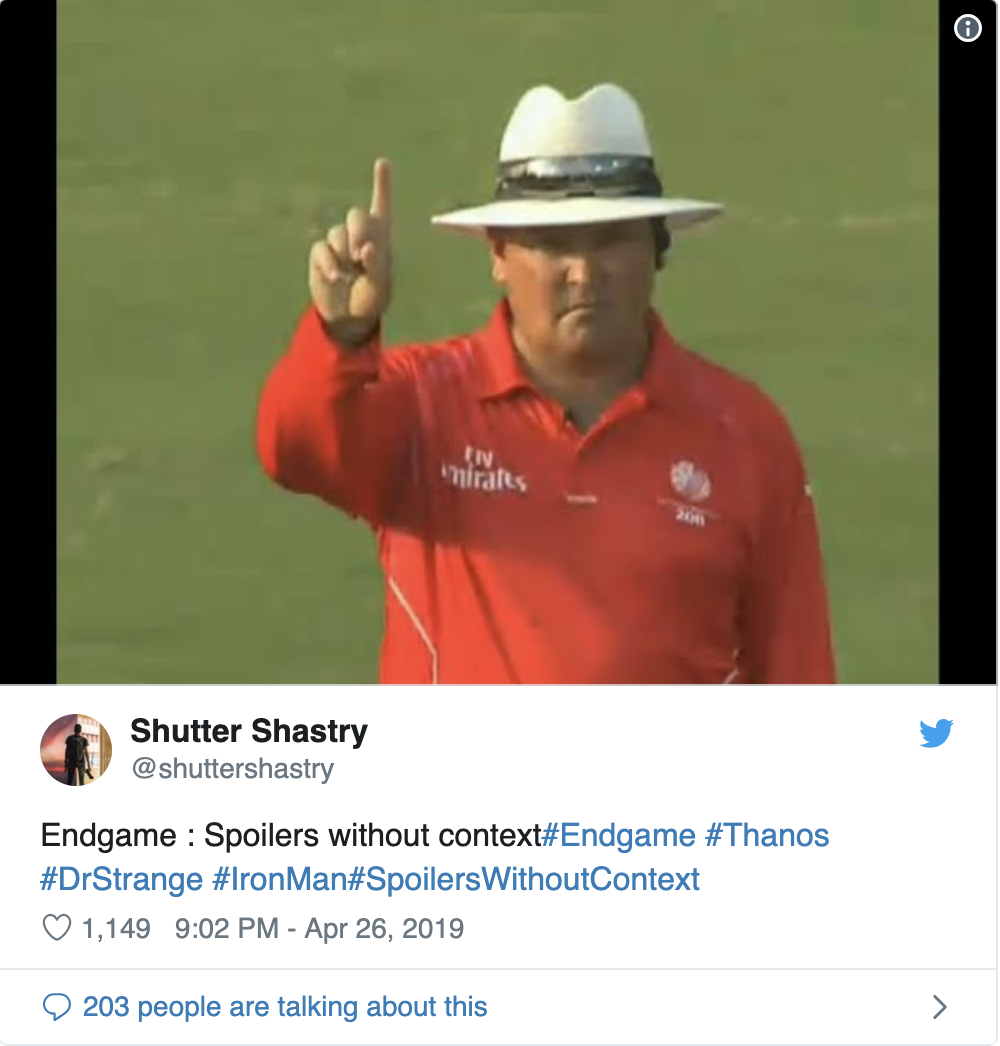 Fly
Emirates
2011
Shutter Shastry
@shuttershastry
Endgame : Spoilers without context#Endgame #Thanos
#DrStrange #IronMan#SpoilersWithoutContext
1,149 9:02 PM - Apr 26, 2019
203 people are talking about this